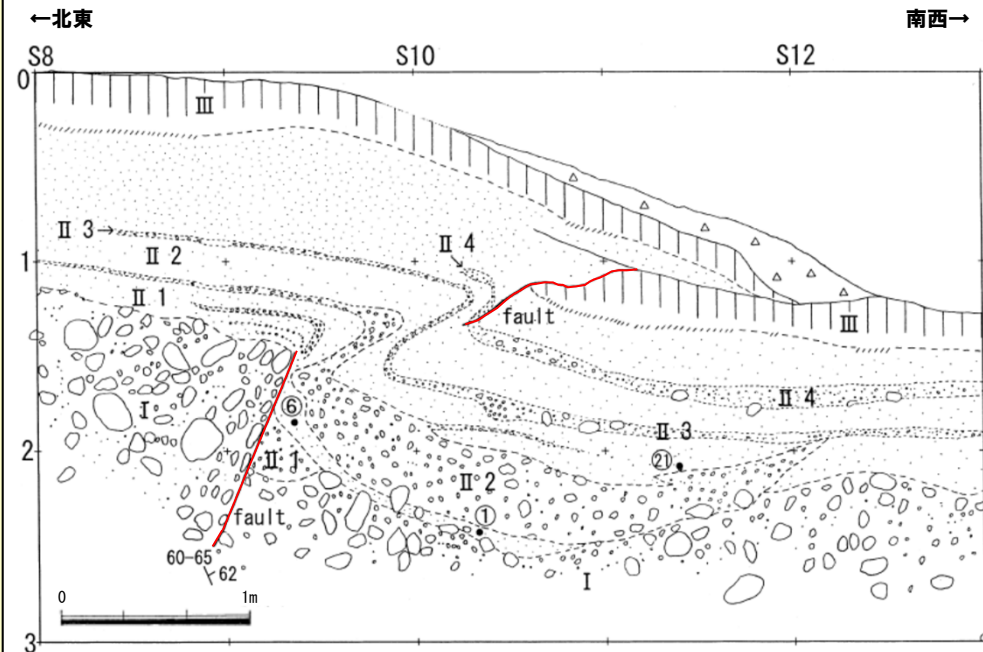 ←北東
南西→
S8
S10
S12
0
III
II 3→
II 2
II 4
1
II 1
fault
III
I
⑥
II 4
II 3
㉑
2
II 1
II 2
①
fault
60-65
62°
I
0
1m
3